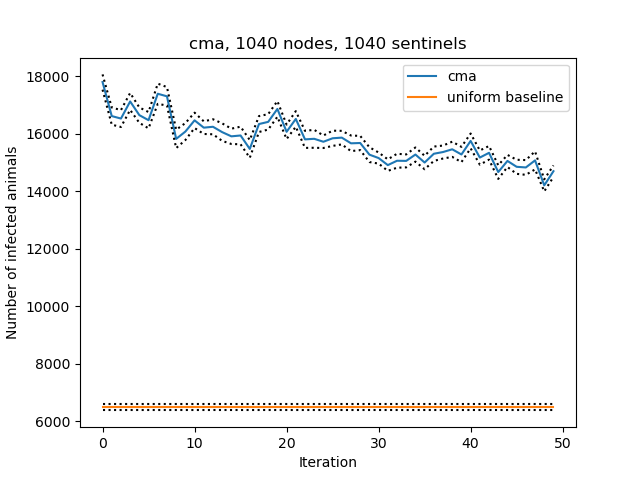 cma, 1040 nodes, 1040 sentinels
cma
uniform baseline
18000
16000
14000
12000
10000
8000
6000
Number of infected animals
0 10 20 30 40 50
Iteration